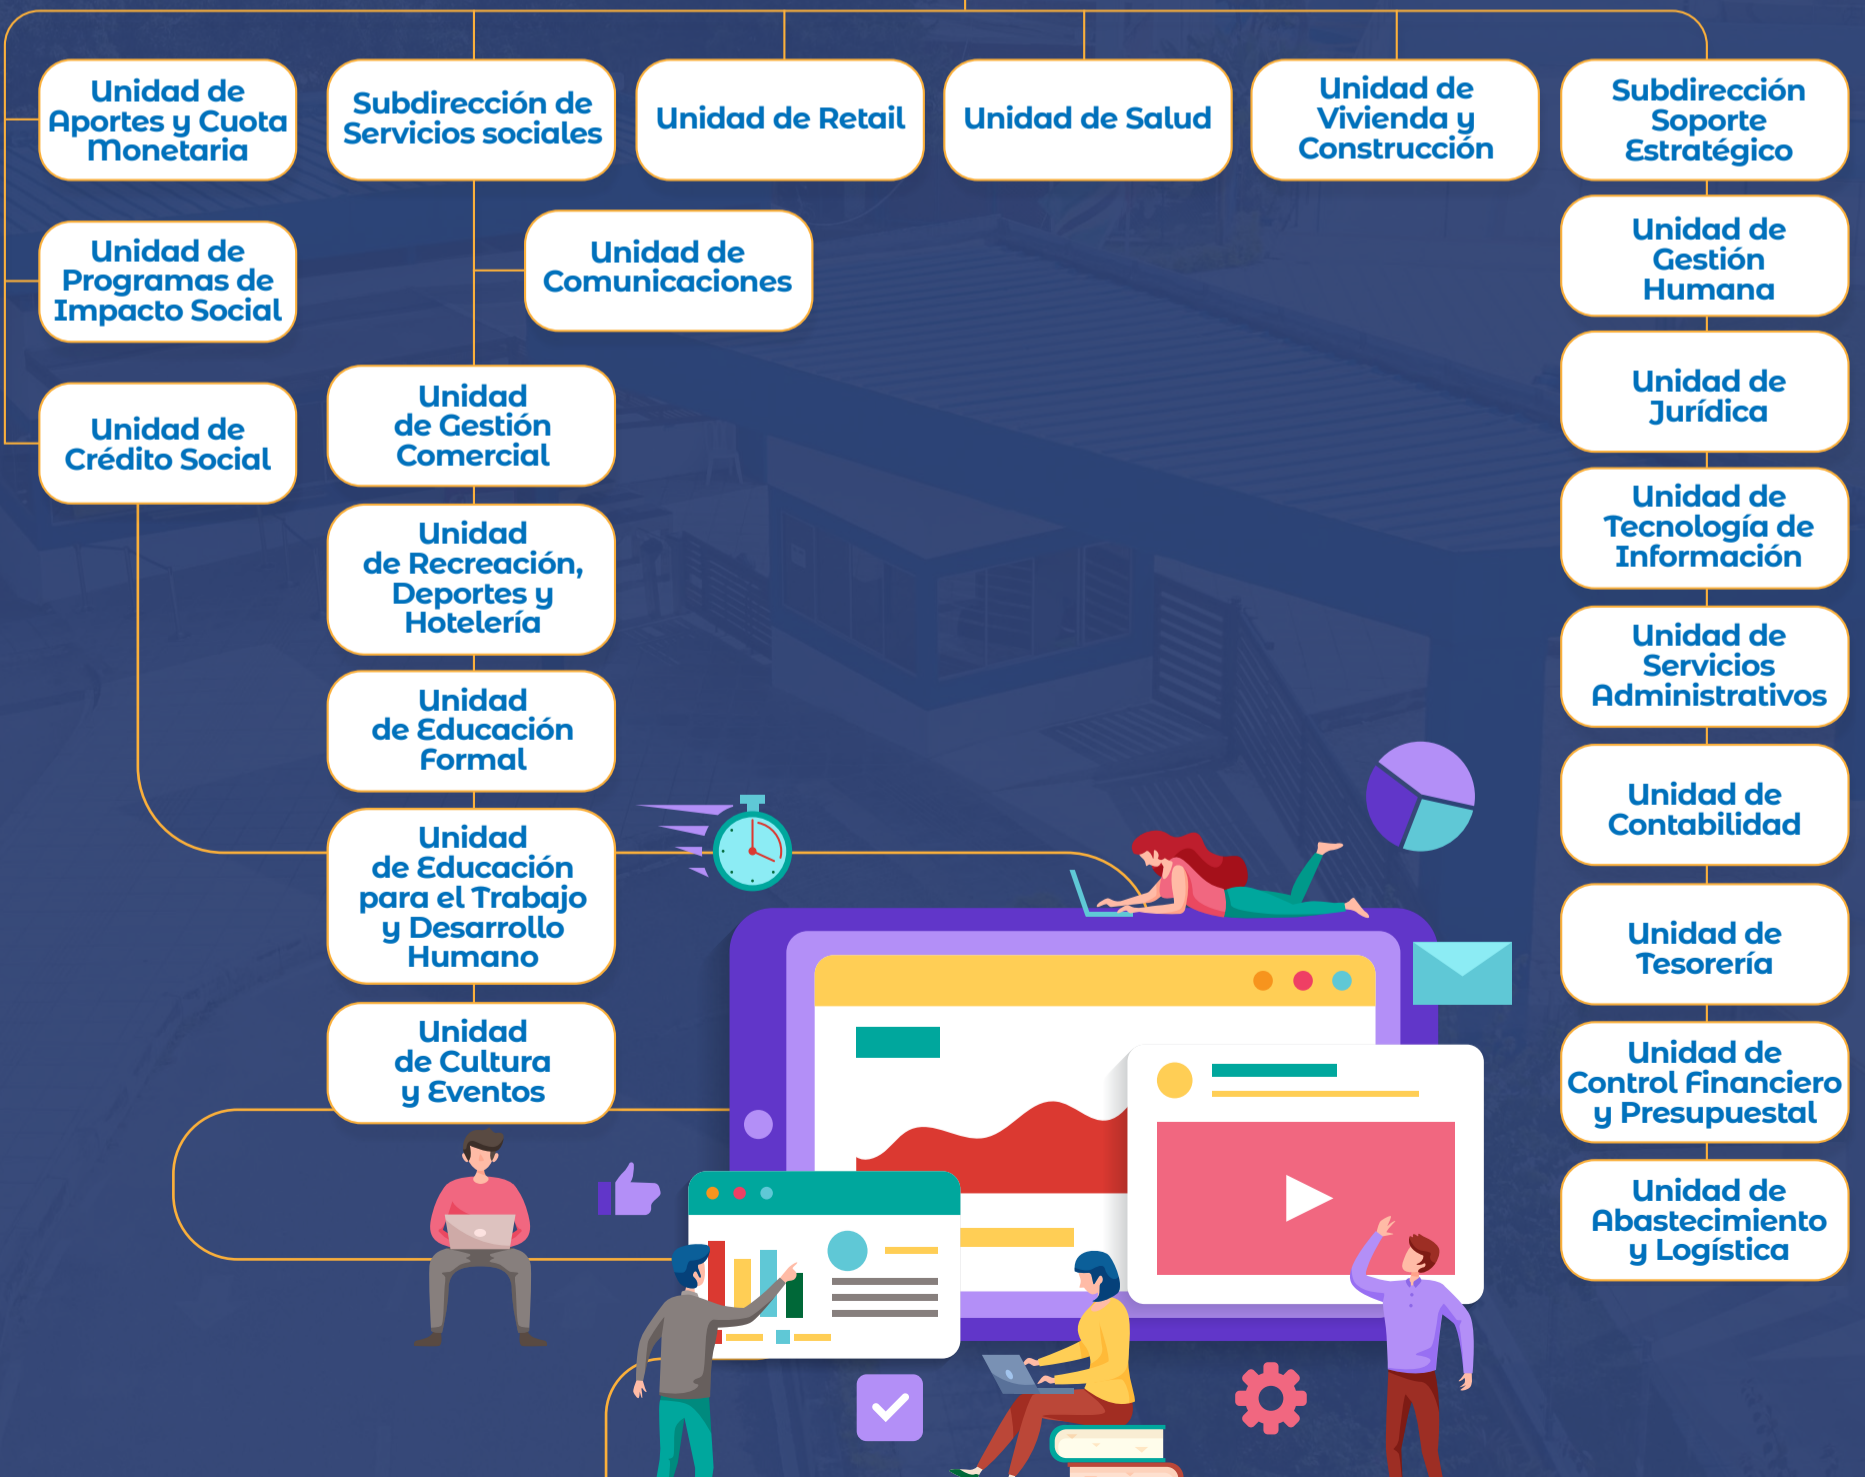 Unidad de
Aportes y Cuota
Monetaria
Subdirección de
Servicios sociales
Unidad de Retail
Unidad de Salud
Unidad de
Vivienda y
Construcción
Subdirección
Soporte
Estratégico
Unidad de
Programas de
Impacto Social
Unidad de
Crédito Social
Unidad de
Comunicaciones
Unidad
de Gestión
Comercial
Unidad
de Recreación,
Deportes y
Hotelería
Unidad
de Educación
Formal
Unidad
de Educación
para el Trabajo
y Desarrollo
Humano
Unidad
de Cultura
y Eventos
Unidad de
Gestión
Humana
Unidad de
Jurídica
Unidad de
Tecnología de
Información
Unidad de
Servicios
Administrativos
Unidad de
Contabilidad
Unidad de
Tesorería
Unidad de
Control Financiero
y Presupuestal
Unidad de
Abastecimiento
y Logística